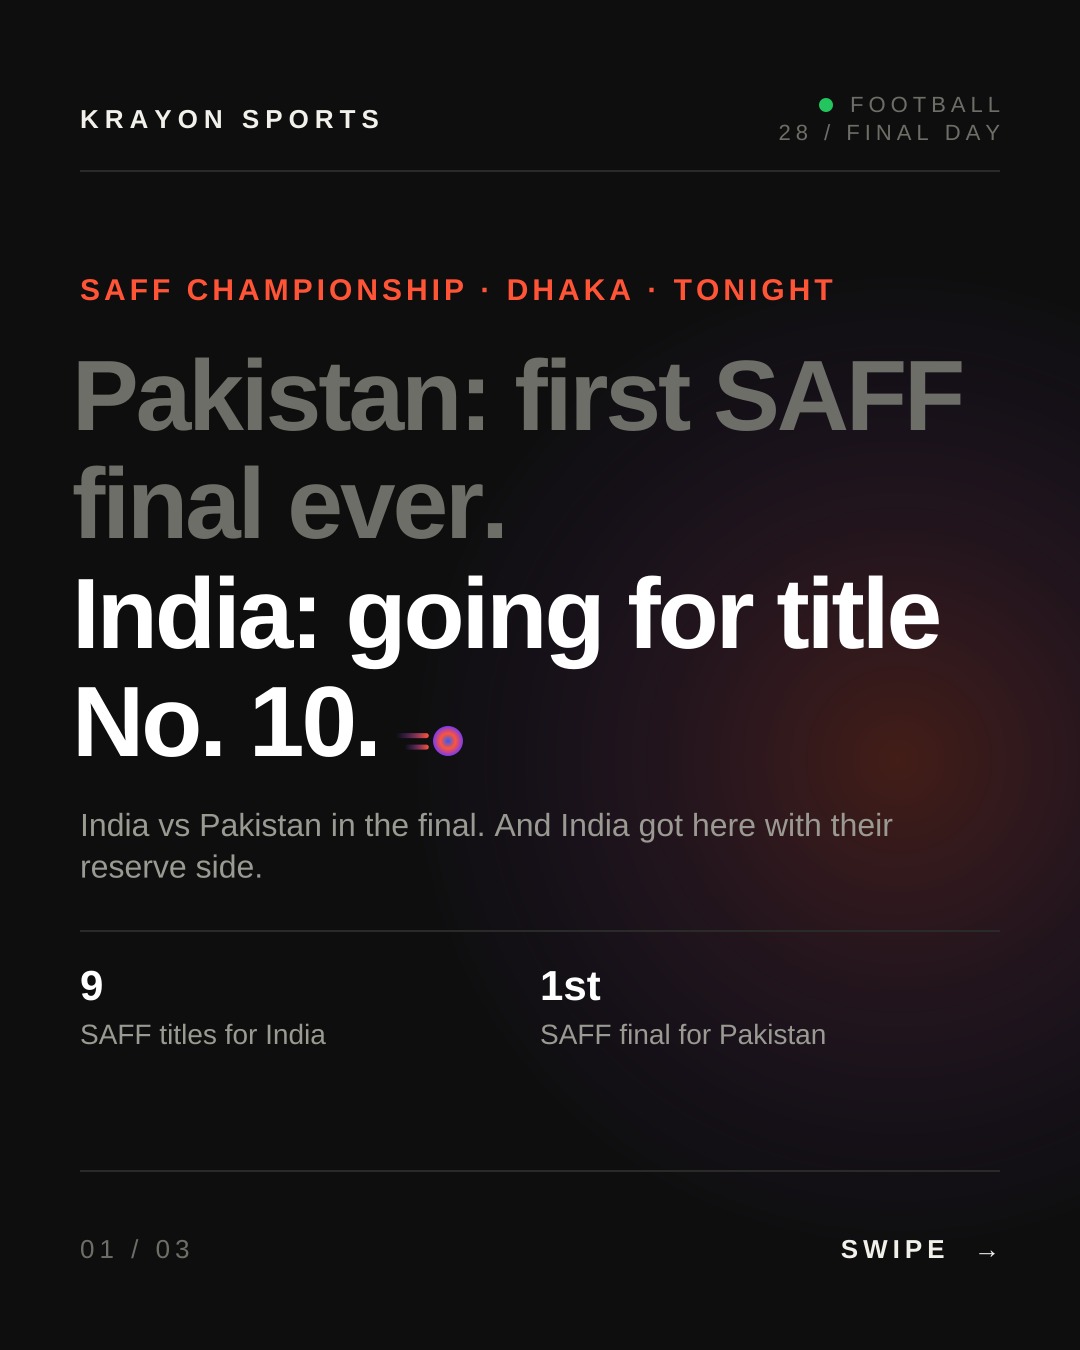 KRAYON SPORTS
FOOTBALL
28 / FINAL DAY
SAFF CHAMPIONSHIP · DHAKA · TONIGHT
Pakistan: first SAFF
final ever.
India: going for title
No. 10.
India vs Pakistan in the final. And India got here with their
reserve side.
9
SAFF titles for India
1st
SAFF final for Pakistan
01 / 03
SWIPE →